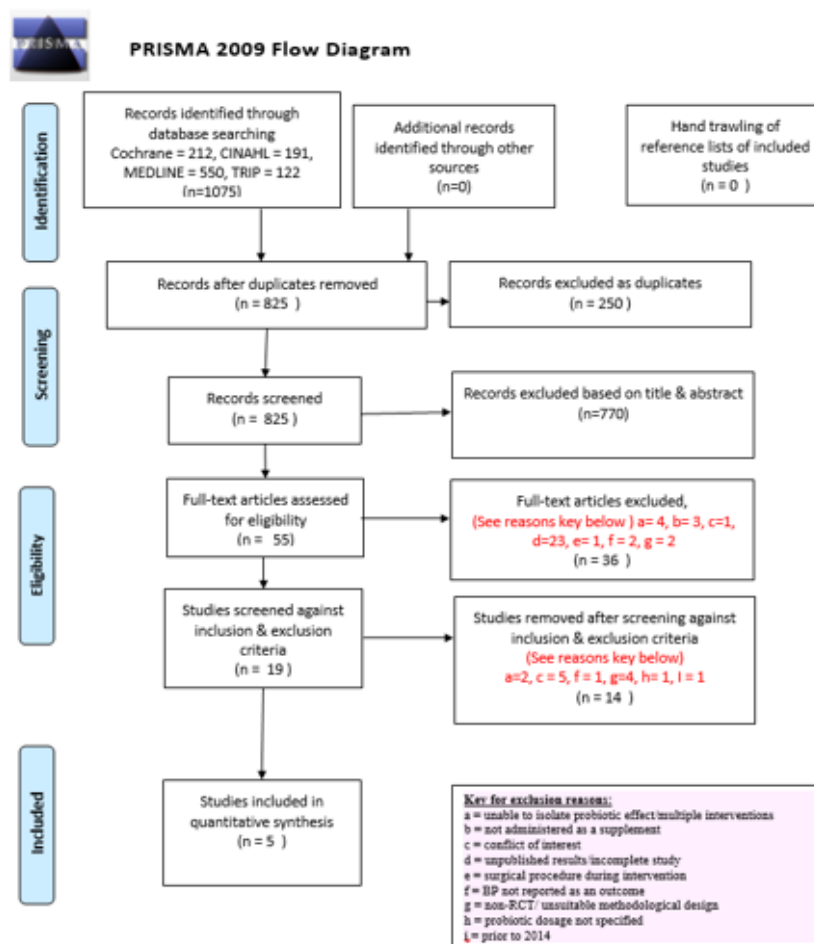 PRISMA
PRISMA 2009 Flow Diagram
Identification
Records identified through
database searching
Cochrane = 212, CINAHL = 191,
MEDLINE = 550, TRIP = 122
(n=1075)
Additional records
identified through other
sources
(n=0)
Hand trawling of
reference lists of included
studies
(n = 0 )
Screening
Records after duplicates removed
(n = 825 )
Records excluded as duplicates
(n = 250 )
Records screened
(n = 825 )
Records excluded based on title & abstract
(n=770)
Eligibility
Full-text articles assessed
for eligibility
(n = 55)
Full-text articles excluded,
(See reasons key below ) a= 4, b= 3, c=1,
d=23, e= 1, f = 2, g = 2
(n = 36 )
Studies screened against
inclusion & exclusion
criteria
(n = 19 )
Studies removed after screening against
inclusion & exclusion criteria
(See reasons key below)
a=2, c = 5, f = 1, g=4, h= 1, I = 1
(n = 14 )
Included
Studies included in
quantitative synthesis
(n = 5 )
Key for exclusion reasons:
a = unable to isolate probiotic effect/multiple interventions
b = not administered as a supplement
c = conflict of interest
d = unpublished results/incomplete study
e = surgical procedure during intervention
f = BP not reported as an outcome
g = non-RCT/ unsuitable methodological design
h = probiotic dosage not specified
i = prior to 2014